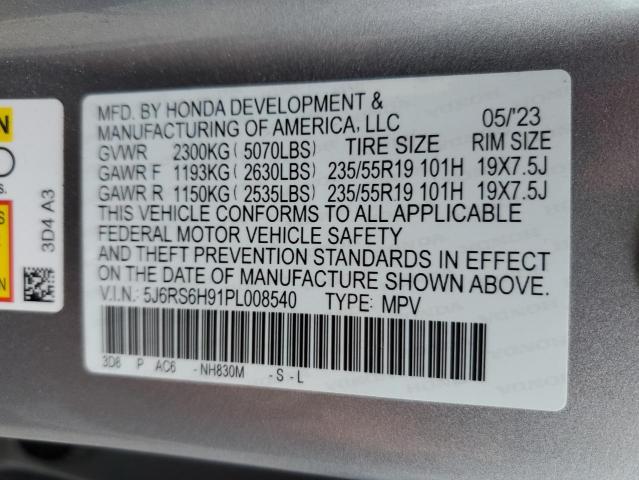 MFD. BY HONDA DEVELOPMENT &
MANUFACTURING OF AMERICA, LLC 05/'23
GVWR 2300KG ( 5070LBS) TIRE SIZE RIM SIZE
GAWR F 1193KG ( 2630LBS) 235/55R19 101H 19X7.5J
GAWR R 1150KG ( 2535LBS) 235/55R19 101H 19X7.5J
THIS VEHICLE CONFORMS TO ALL APPLICABLE
FEDERAL MOTOR VEHICLE SAFETY
AND THEFT PREVENTION STANDARDS IN EFFECT
ON THE DATE OF MANUFACTURE SHOWN ABOVE.
V.I.N.: 5J6RS6H91PL008540 TYPE: MPV
3D8 P AC6 -NH830M -S -L
3D4 A3